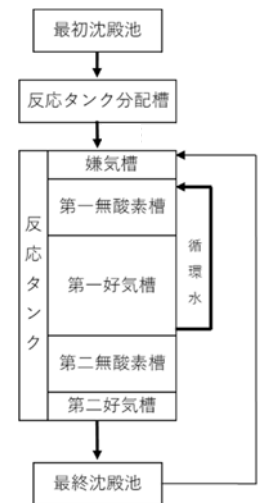 最初沈殿池
反応タンク分配槽
反応タンク
嫌気槽
第一無酸素槽
第一好気槽
第二無酸素槽
第二好気槽
循環水
最終沈殿池